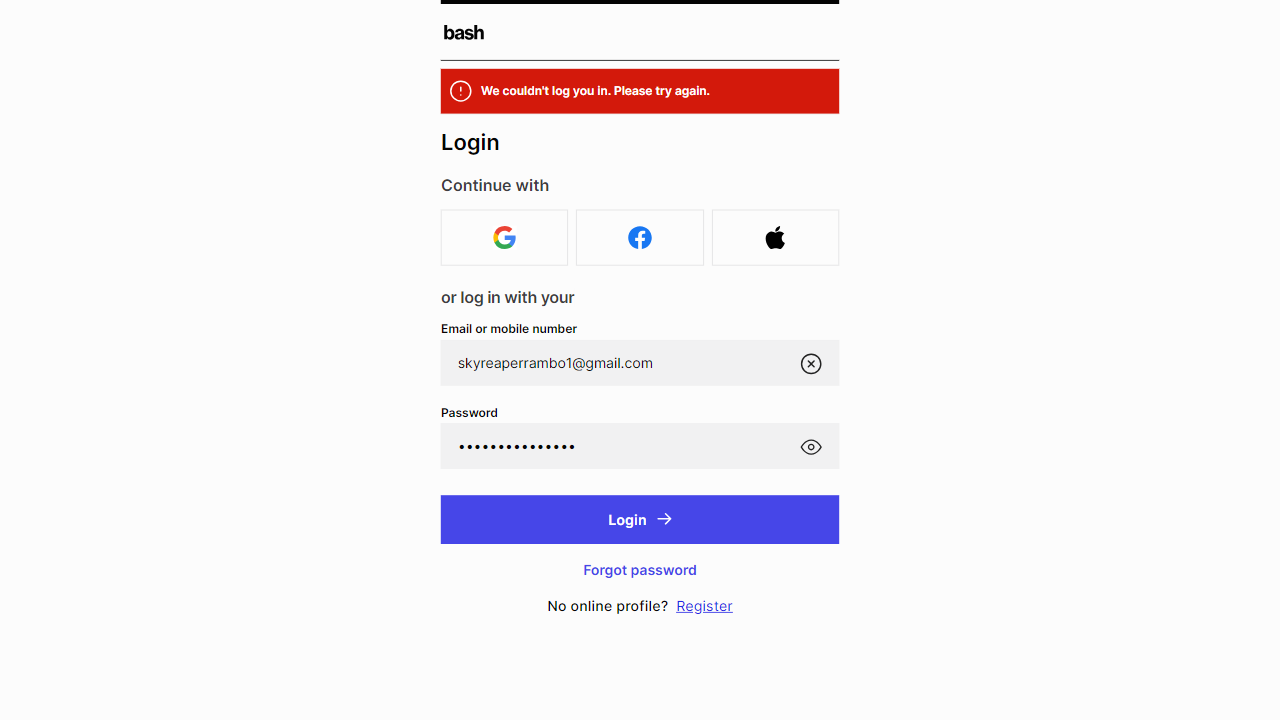 bash
We couldn't log you in. Please try again.
Login
Continue with
or log in with your
Email or mobile number
skyreaperrambo1@gmail.com
Password
•••••••••••••••
Login →
Forgot password
No online profile? Register